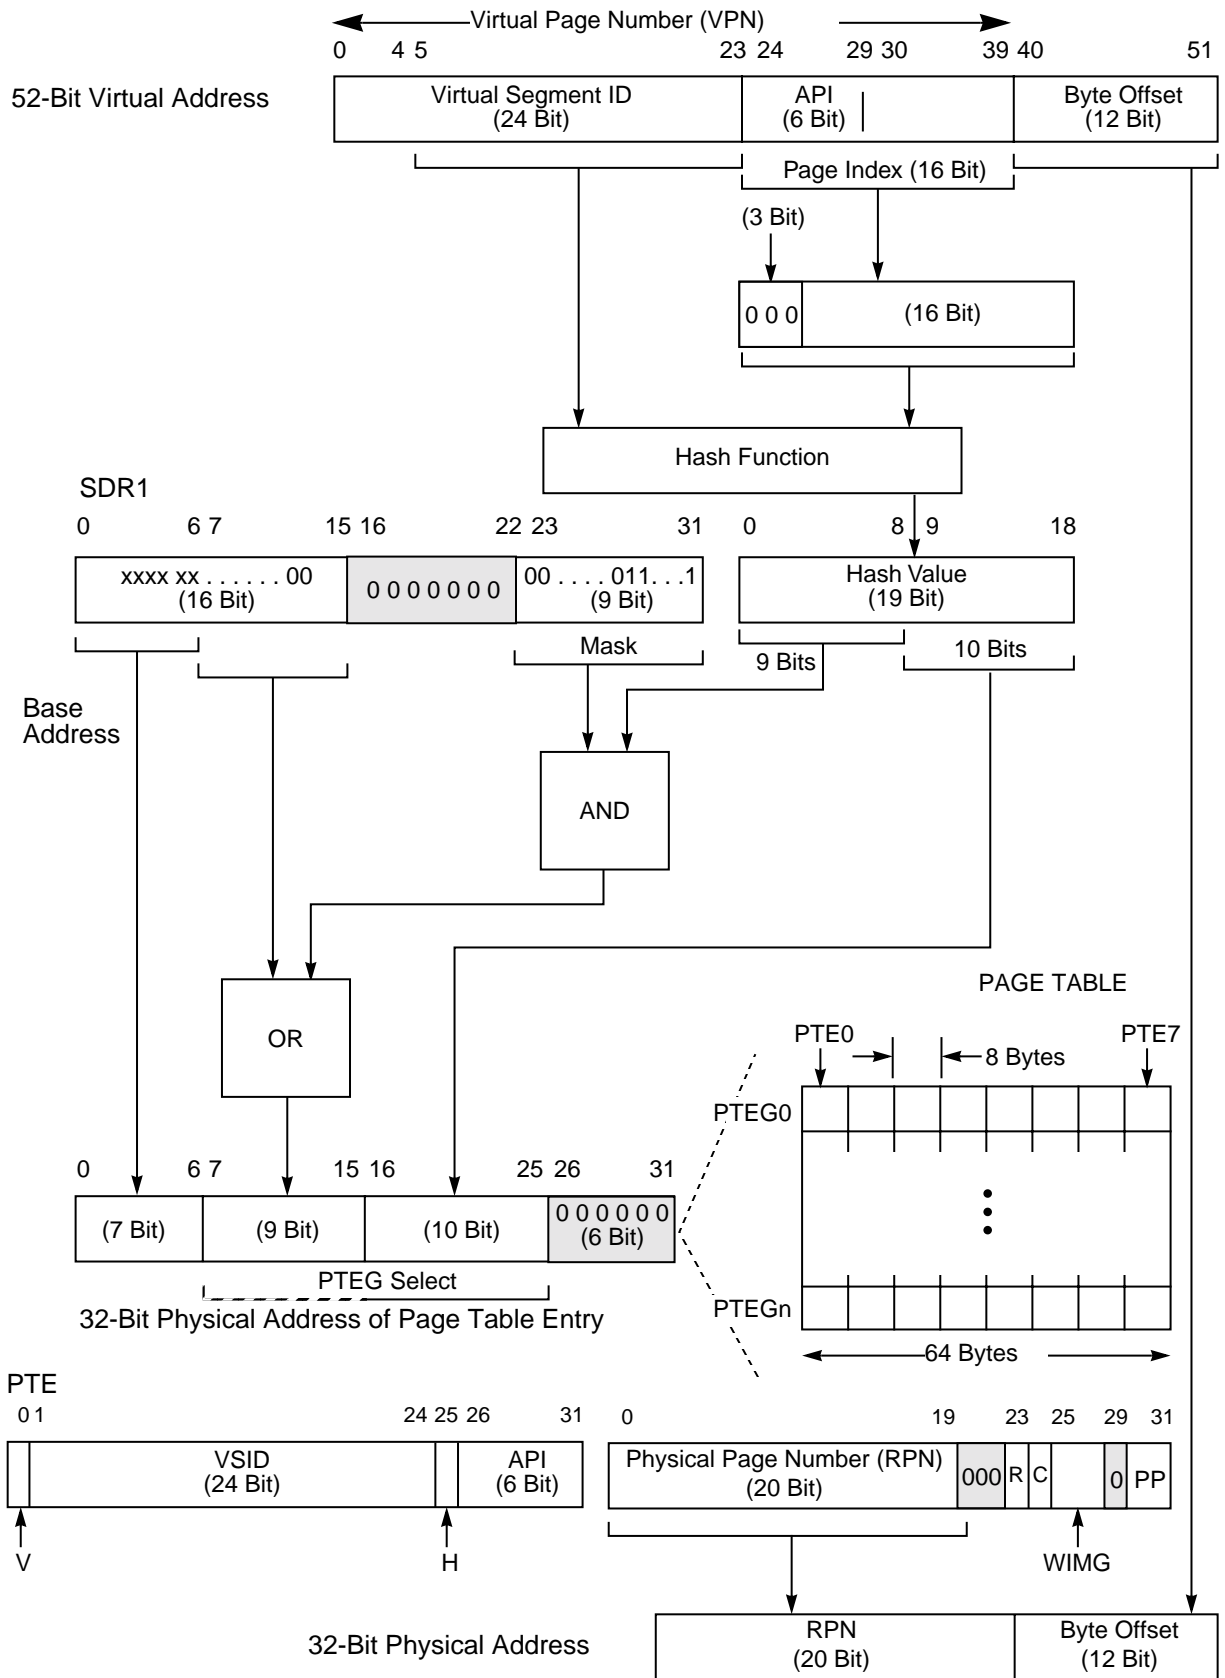 Virtual Page Number (VPN)
0 4 5 23 24 29 30 39 40 51
52-Bit Virtual Address
Virtual Segment ID
(24 Bit)
API
(6 Bit)
Byte Offset
(12 Bit)
Page Index (16 Bit)
(3 Bit)
0 0 0
(16 Bit)
Hash Function
SDR1
0 6 7 15 16 22 23 31
0 8 9 18
xxxx xx . . . . . . 00
(16 Bit)
0 0 0 0 0 0 0
00 . . . . 011. . .1
(9 Bit)
Hash Value
(19 Bit)
Mask
9 Bits
10 Bits
Base
Address
AND
OR
PAGE TABLE
PTE0
8 Bytes
PTE7
PTEG0
0 6 7 15 16 25 26 31
(7 Bit)
(9 Bit)
(10 Bit)
0 0 0 0 0 0
(6 Bit)
PTEG Select
32-Bit Physical Address of Page Table Entry
PTEGn
64 Bytes
PTE
0 1 24 25 26 31
0 19 23 25 29 31
VSID
(24 Bit)
API
(6 Bit)
Physical Page Number (RPN)
(20 Bit)
000
R
C
0
PP
V
H
WIMG
32-Bit Physical Address
RPN
(20 Bit)
Byte Offset
(12 Bit)